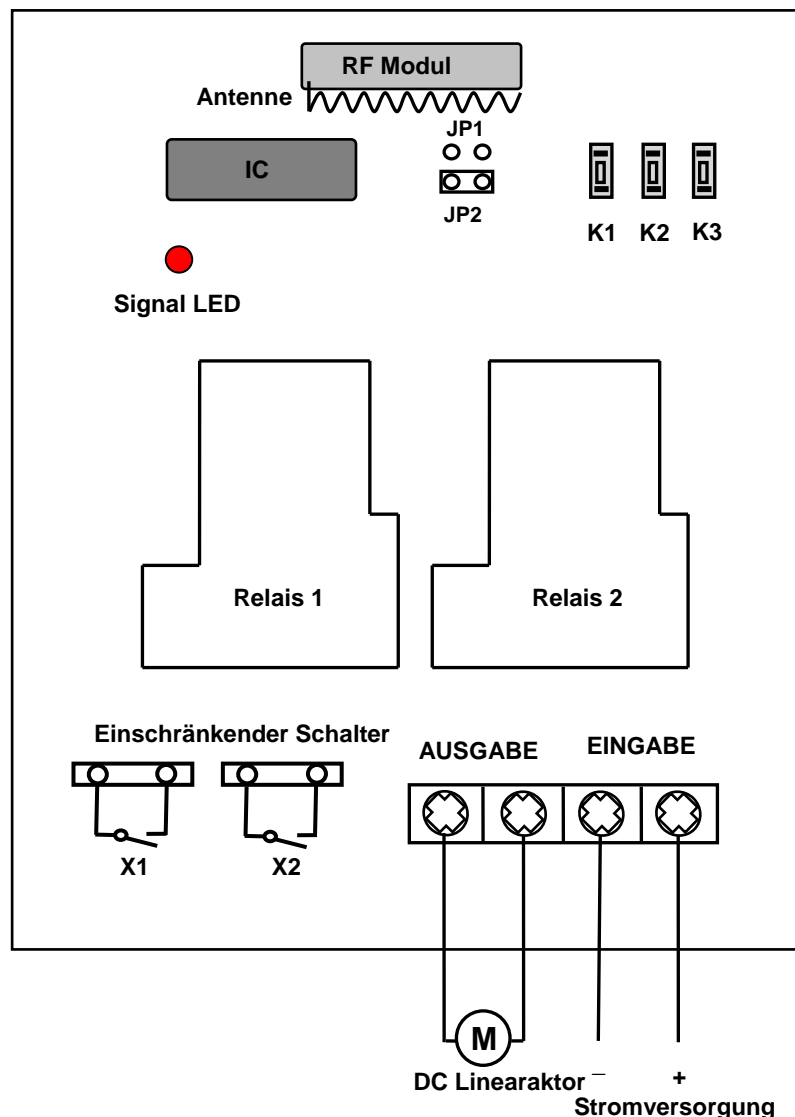 RF Modul
Antenne
JP1
IC
JP2
K1 K2 K3
Signal LED
Relais 1
Relais 2
Einschränkender Schalter
AUSGABE
EINGABE
X1
X2
M
DC Linearaktor
− +
Stromversorgung